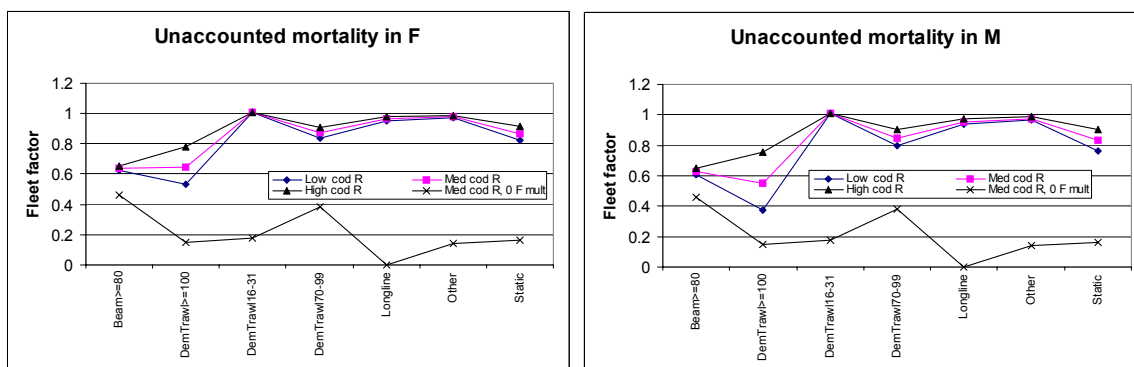 Unaccounted mortality in F
Fleet factor
1.2
1
0.8
0.6
0.4
0.2
0
Low cod R
Med cod R
High cod R
Med cod R, 0 F mult
Beam>=80
DemTrawl>=100
DemTrawl16-31
DemTrawl70-99
Longline
Other
Static
Unaccounted mortality in M
Fleet factor
1.2
1
0.8
0.6
0.4
0.2
0
Low cod R
Med cod R
High cod R
Med cod R, 0 F mult
Beam>=80
DemTrawl>=100
DemTrawl16-31
DemTrawl70-99
Longline
Other
Static